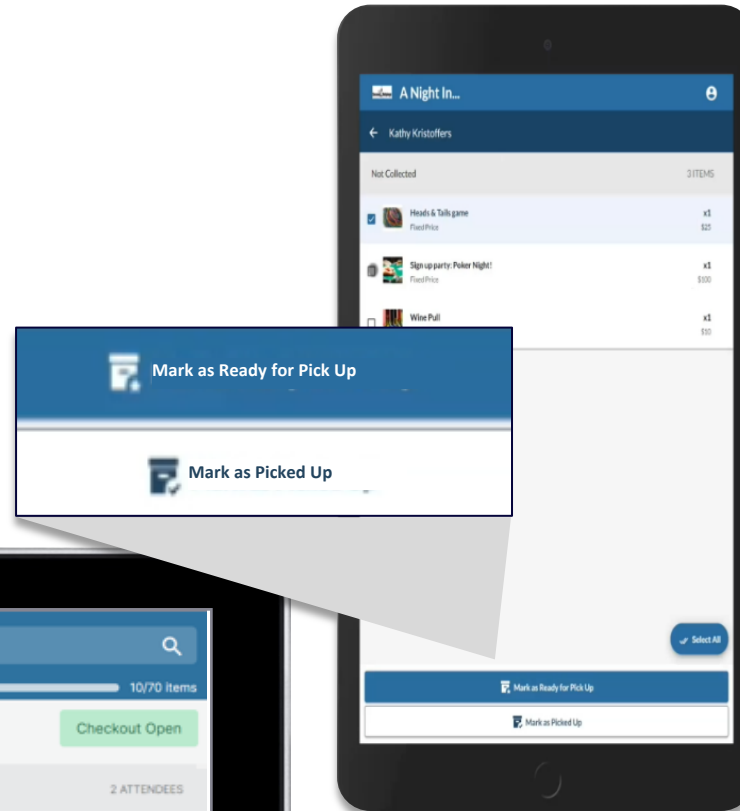 A Night In...
Kathy Kristoffers
Not Collected 3 ITEMS
Heads & Tails game x1
Fixed Price $25
Sign up party: Poker Night! x1
Fixed Price $100
Wine Pull x1
$10
Mark as Ready for Pick Up
Mark as Picked Up
Select All
Mark as Ready for Pick Up
Mark as Picked Up
10/70 items
Checkout Open
2 ATTENDEES